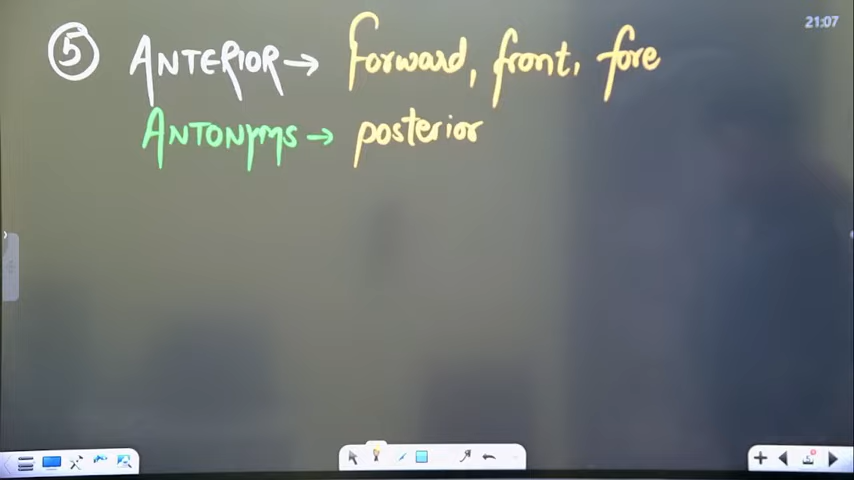 21:07
5 ANTERIOR → Forward, front, fore
ANTONYMS → posterior